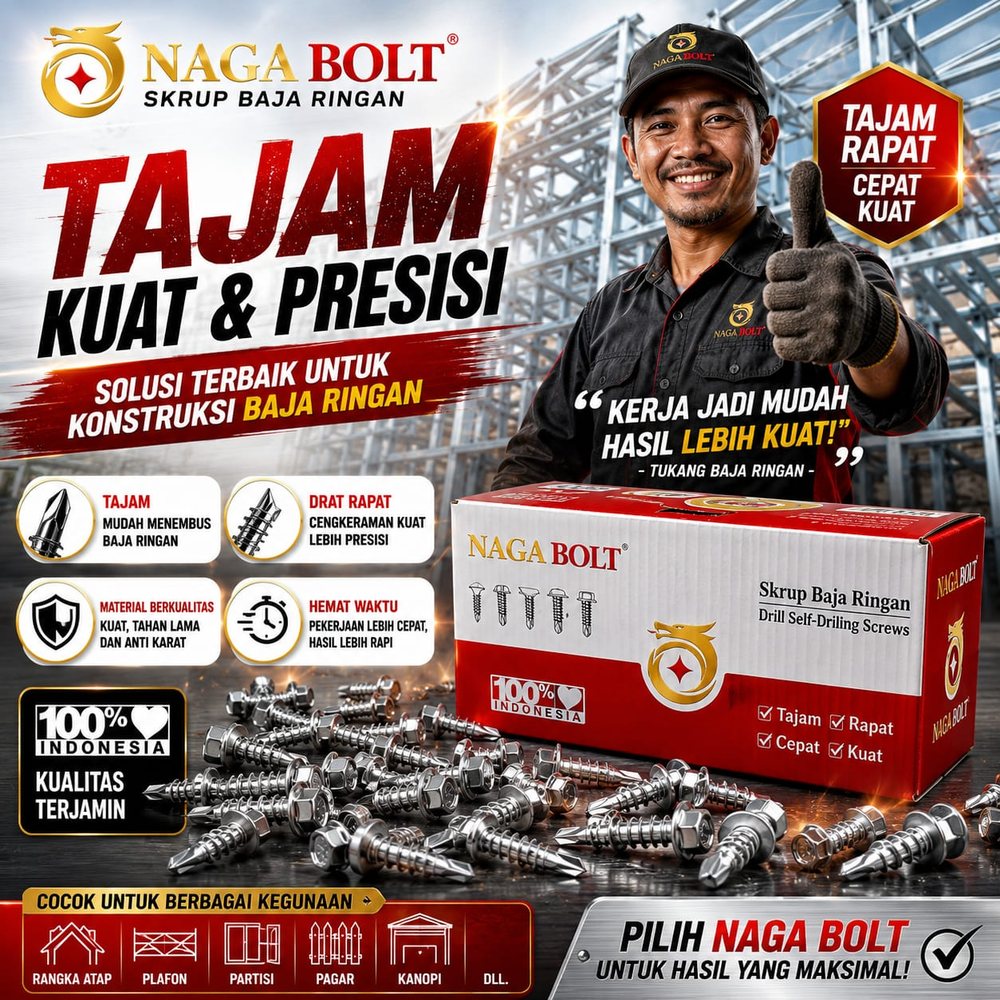 NAGA BOLT®
SKRUP BAJA RINGAN
TAJAM
KUAT & PRESISI
SOLUSI TERBAIK UNTUK
KONSTRUKSI BAJA RINGAN
NAGA BOLT
TAJAM
RAPAT
CEPAT
KUAT
NAGA BOLT
“KERJA JADI MUDAH
HASIL LEBIH KUAT!”
- TUKANG BAJA RINGAN -
”
TAJAM
MUDAH MENEMBUS
BAJA RINGAN
DRAT RAPAT
CENGKERAMAN KUAT
LEBIH PRESISI
MATERIAL BERKUALITAS
KUAT, TAHAN LAMA
DAN ANTI KARAT
HEMAT WAKTU
PEKERJAAN LEBIH CEPAT,
HASIL LEBIH RAPI
100%
INDONESIA
KUALITAS
TERJAMIN
NAGA BOLT®
Skrup Baja Ringan
Drill Self-Driling Screws
100%
INDONESIA
Tajam Rapat
Cepat Kuat
NAGA BOLT
NAGA BOLT
COCOK UNTUK BERBAGAI KEGUNAAN
RANGKA ATAP
PLAFON
PARTISI
PAGAR
KANOPI
DLL.
PILIH NAGA BOLT
UNTUK HASIL YANG MAKSIMAL!